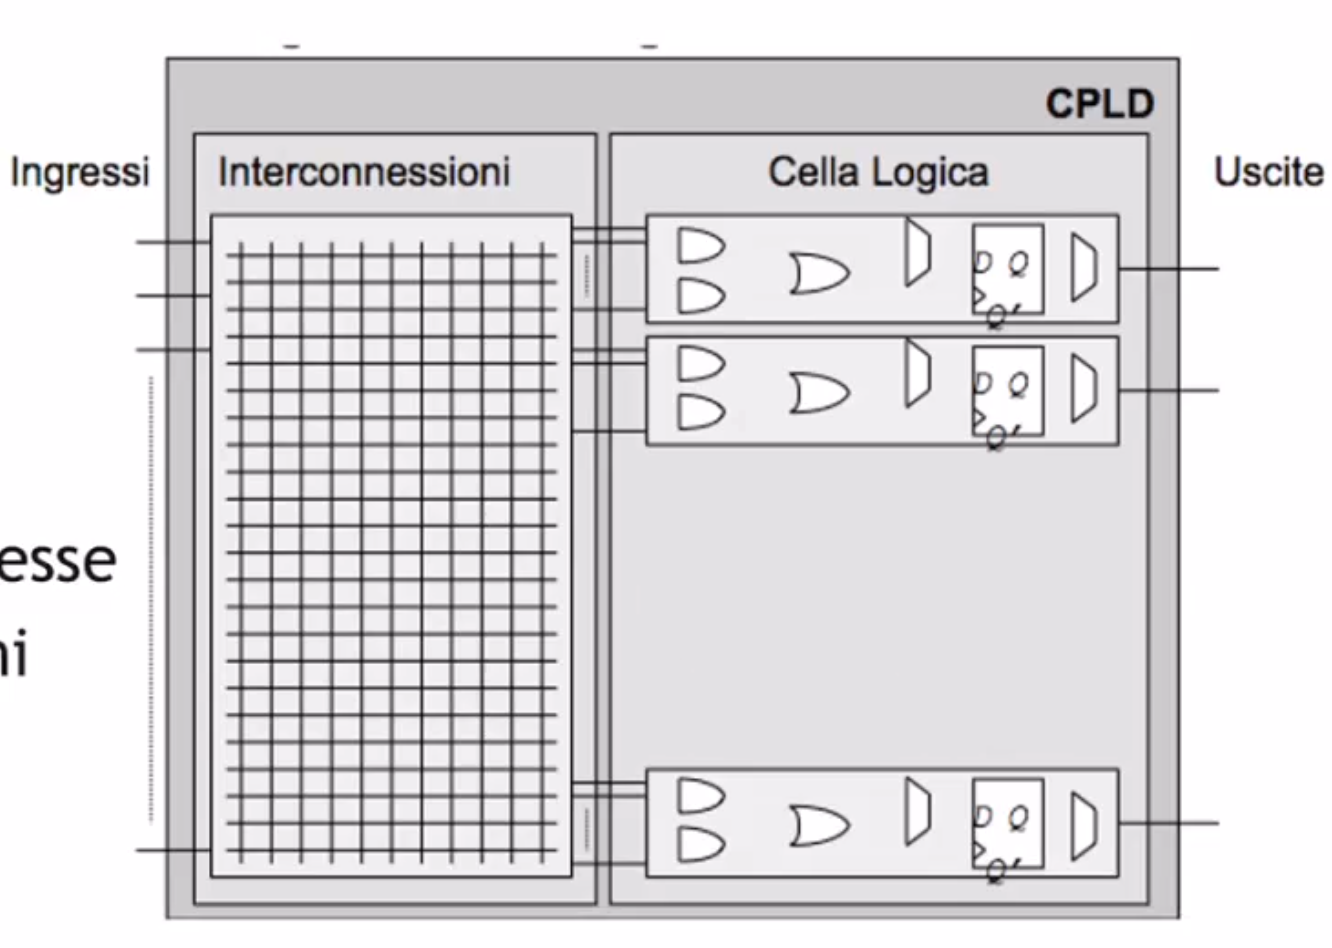 CPLD
Ingressi
Interconnessioni
Cella Logica
Uscite
D Q
Q'
D Q
Q'
esse
ni
D Q
Q'